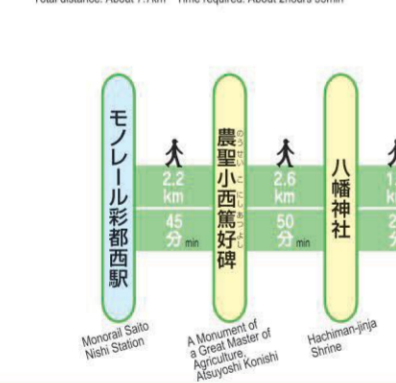 モノレール彩都西駅
2.2
km
45
分 min
農聖小西篤好碑
のうせい こにしあつよし
2.6
km
50
分 min
八幡神社
Monorail Saito
Nishi Station
A Monument of
a Great Master of
Agriculture,
Atsuyoshi Konishi
Hachiman-jinja
Shrine